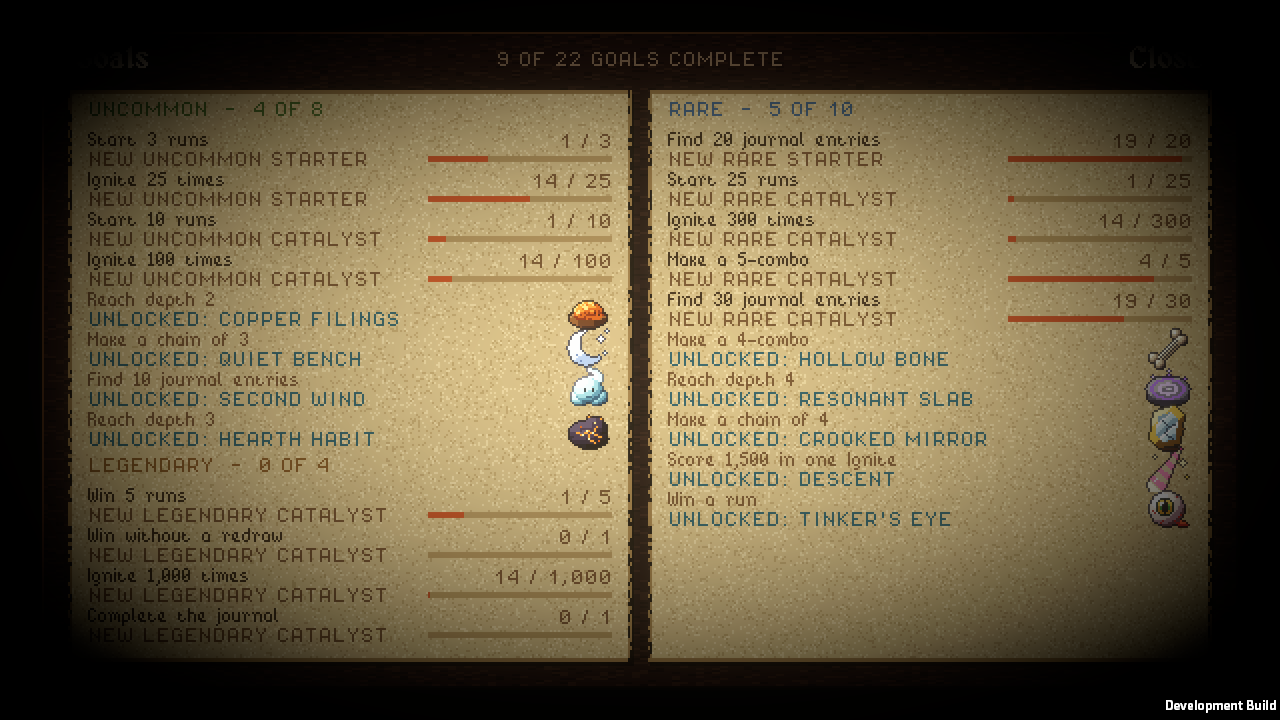 9 OF 22 GOALS COMPLETE
UNCOMMON - 4 OF 8
Start 3 runs 1 / 3
NEW UNCOMMON STARTER
Ignite 25 times 14 / 25
NEW UNCOMMON STARTER
Start 10 runs 1 / 10
NEW UNCOMMON CATALYST
Ignite 100 times 14 / 100
NEW UNCOMMON CATALYST
Reach depth 2
UNLOCKED: COPPER FILINGS
Make a chain of 3
UNLOCKED: QUIET BENCH
Find 10 journal entries
UNLOCKED: SECOND WIND
Reach depth 3
UNLOCKED: HEARTH HABIT
LEGENDARY - 0 OF 4
Win 5 runs 1 / 5
NEW LEGENDARY CATALYST
Win without a redraw 0 / 1
NEW LEGENDARY CATALYST
Ignite 1,000 times 14 / 1,000
NEW LEGENDARY CATALYST
Complete the journal 0 / 1
NEW LEGENDARY CATALYST
RARE - 5 OF 10
Find 20 journal entries 19 / 20
NEW RARE STARTER
Start 25 runs 1 / 25
NEW RARE CATALYST
Ignite 300 times 14 / 300
NEW RARE CATALYST
Make a 5-combo 4 / 5
NEW RARE CATALYST
Find 30 journal entries 19 / 30
NEW RARE CATALYST
Make a 4-combo
UNLOCKED: HOLLOW BONE
Reach depth 4
UNLOCKED: RESONANT SLAB
Make a chain of 4
UNLOCKED: CROOKED MIRROR
Score 1,500 in one Ignite
UNLOCKED: DESCENT
Win a run
UNLOCKED: TINKER'S EYE
Development Build